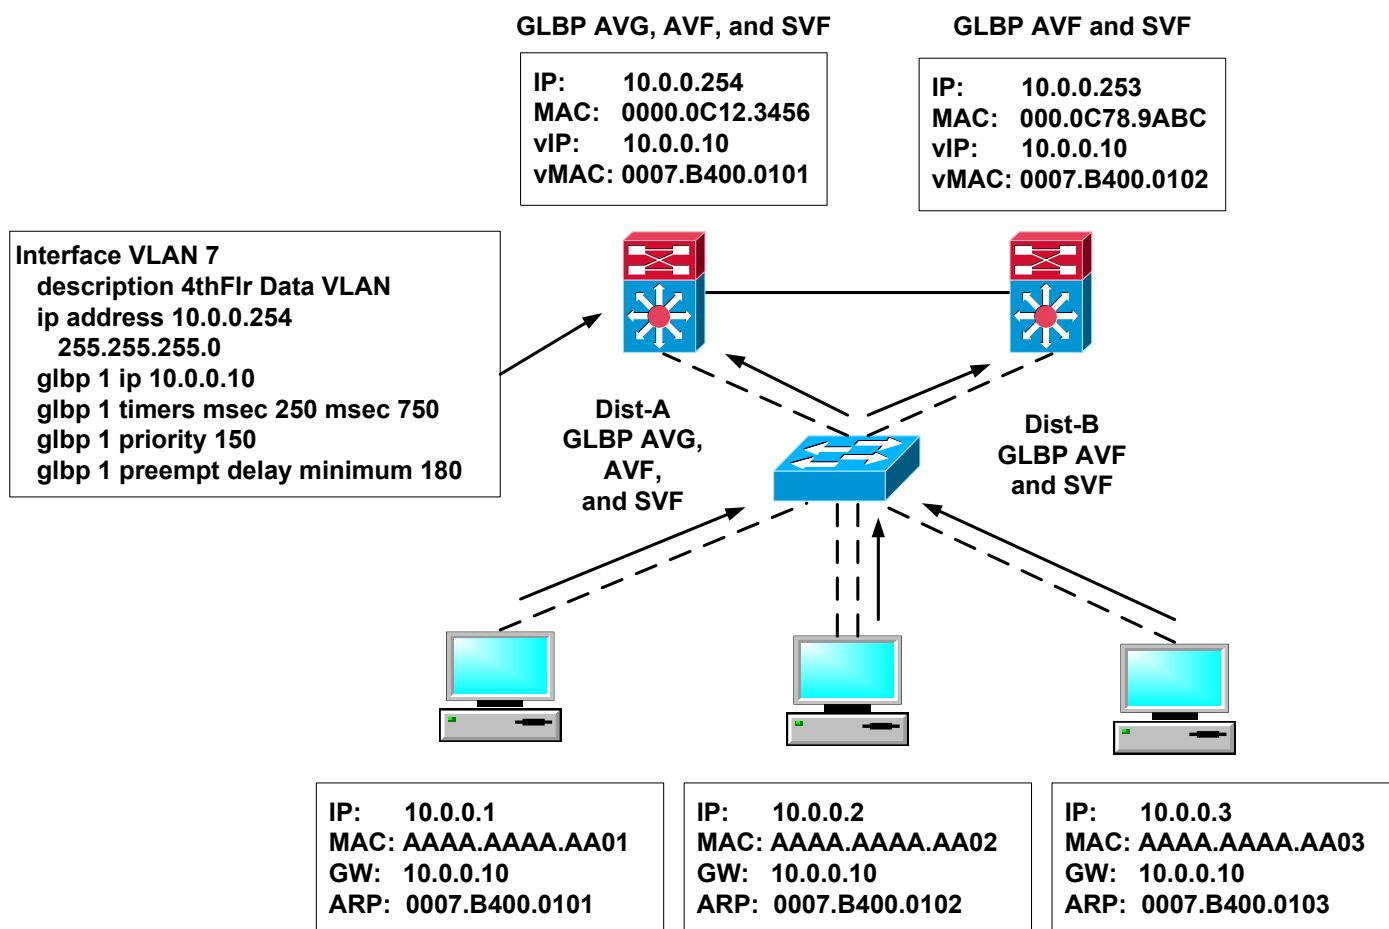 GLBP AVG, AVF, and SVF
IP: 10.0.0.254
MAC: 0000.0C12.3456
vIP: 10.0.0.10
vMAC: 0007.B400.0101
GLBP AVF and SVF
IP: 10.0.0.253
MAC: 000.0C78.9ABC
vIP: 10.0.0.10
vMAC: 0007.B400.0102
Interface VLAN 7
description 4thFlr Data VLAN
ip address 10.0.0.254
255.255.255.0
glbp 1 ip 10.0.0.10
glbp 1 timers msec 250 msec 750
glbp 1 priority 150
glbp 1 preempt delay minimum 180
Dist-A
GLBP AVG,
AVF,
and SVF
Dist-B
GLBP AVF
and SVF
IP: 10.0.0.1
MAC: AAAA.AAAA.AA01
GW: 10.0.0.10
ARP: 0007.B400.0101
IP: 10.0.0.2
MAC: AAAA.AAAA.AA02
GW: 10.0.0.10
ARP: 0007.B400.0102
IP: 10.0.0.3
MAC: AAAA.AAAA.AA03
GW: 10.0.0.10
ARP: 0007.B400.0103